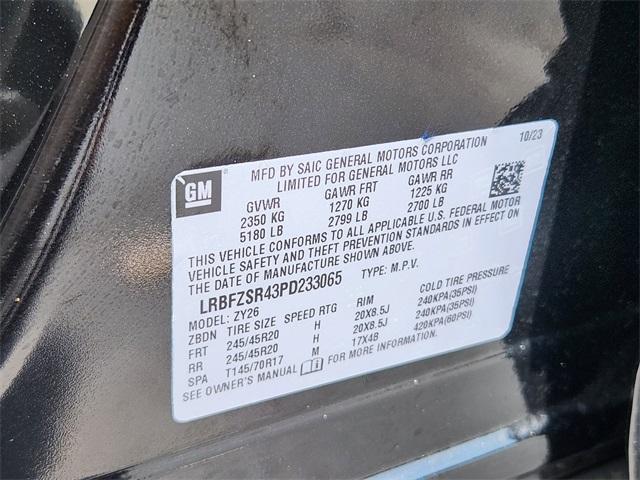 MFD BY SAIC GENERAL MOTORS CORPORATION 10/23
LIMITED FOR GENERAL MOTORS LLC
GM
GVWR GAWR FRT GAWR RR
2350 KG 1270 KG 1225 KG
5180 LB 2799 LB 2700 LB
THIS VEHICLE CONFORMS TO ALL APPLICABLE U.S. FEDERAL MOTOR
VEHICLE SAFETY AND THEFT PREVENTION STANDARDS IN EFFECT ON
THE DATE OF MANUFACTURE SHOWN ABOVE.
LRBFZSR43PD233065 TYPE: M.P.V.
MODEL: ZY26
ZBDN TIRE SIZE SPEED RTG RIM COLD TIRE PRESSURE
FRT 245/45R20 H 20X8.5J 240KPA(35PSI)
RR 245/45R20 H 20X8.5J 240KPA(35PSI)
SPA T145/70R17 M 17X4B 420KPA(60PSI)
SEE OWNER'S MANUAL FOR MORE INFORMATION.